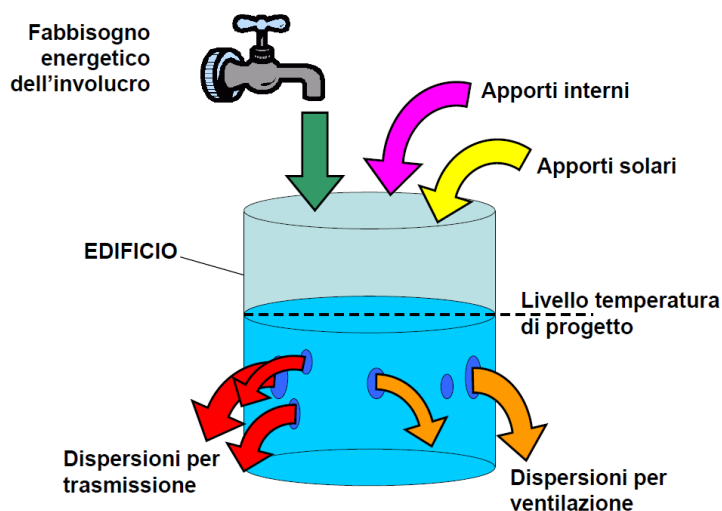 Fabbisogno
energetico
dell'involucro
Apporti interni
Apporti solari
EDIFICIO
Livello temperatura
di progetto
Dispersioni per
trasmissione
Dispersioni per
ventilazione